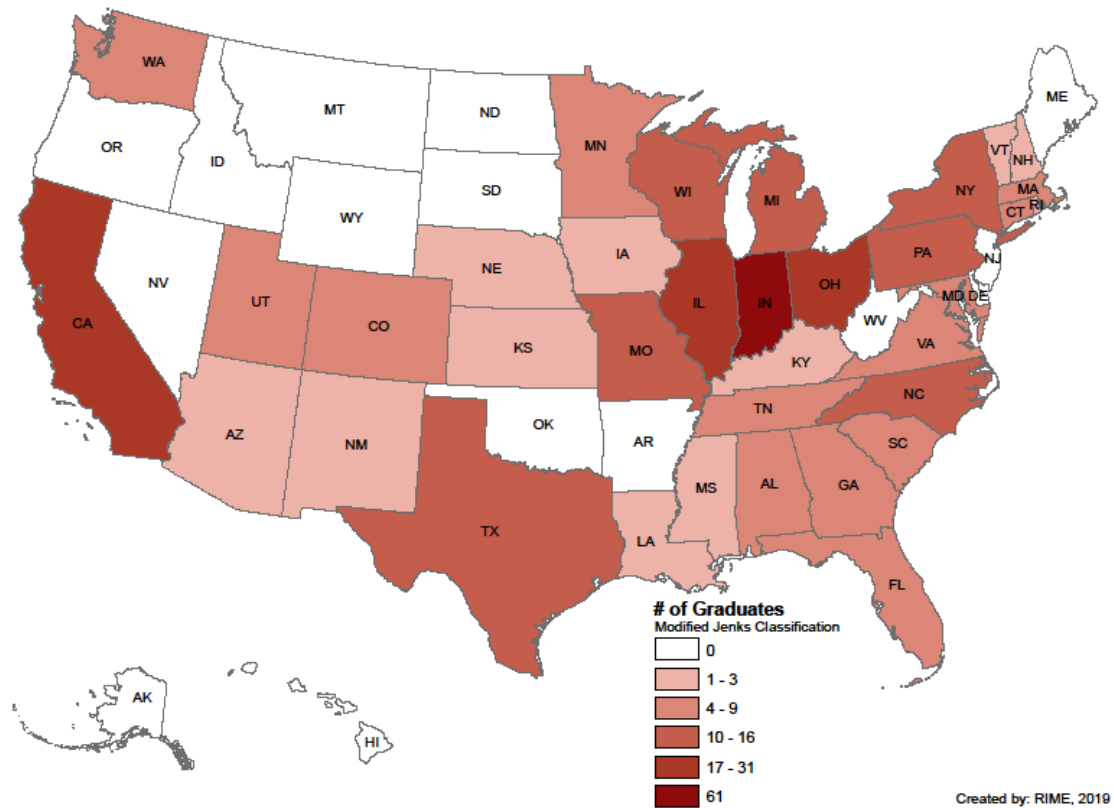 WA
MT
ND
ME
OR
ID
MN
VT
NH
SD
WI
MI
NY
MA
CT
RI
WY
IA
PA
NJ
NE
NV
UT
IL
IN
OH
MD
DE
CO
WV
CA
KS
MO
KY
VA
NC
TN
AZ
NM
OK
AR
SC
MS
AL
GA
TX
LA
FL
AK
HI
# of Graduates
Modified Jenks Classification
0
1 - 3
4 - 9
10 - 16
17 - 31
61
Created by: RIME, 2019